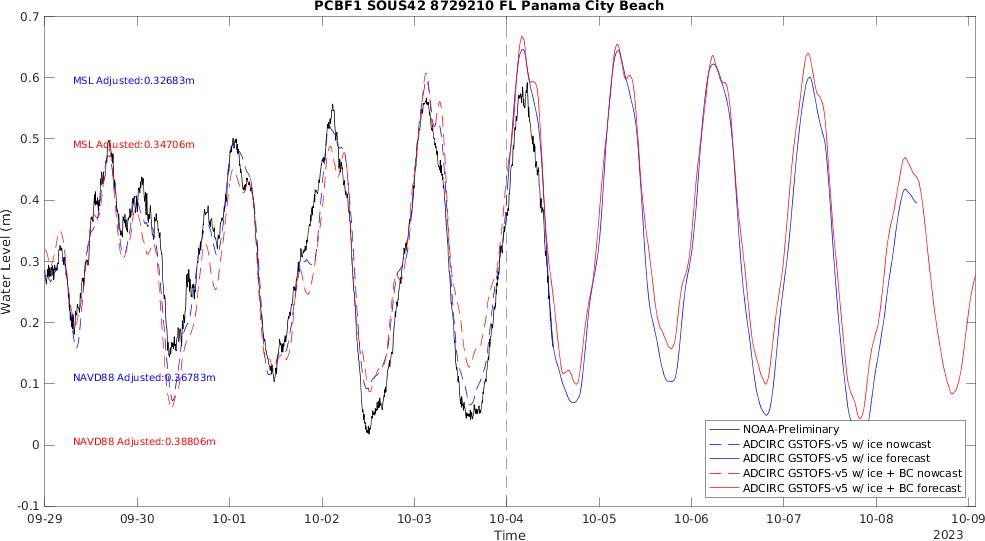 PCBF1 SOUS42 8729210 FL Panama City Beach
Water Level (m)
0.7
0.6
0.5
0.4
0.3
0.2
0.1
0
-0.1
MSL Adjusted:0.32683m
MSL Adjusted:0.34706m
NAVD88 Adjusted:0.36783m
NAVD88 Adjusted:0.38806m
NOAA-Preliminary
ADCIRC GSTOFS-v5 w/ ice nowcast
ADCIRC GSTOFS-v5 w/ ice forecast
ADCIRC GSTOFS-v5 w/ ice + BC nowcast
ADCIRC GSTOFS-v5 w/ ice + BC forecast
09-29 09-30 10-01 10-02 10-03 10-04 10-05 10-06 10-07 10-08 10-09
Time
2023